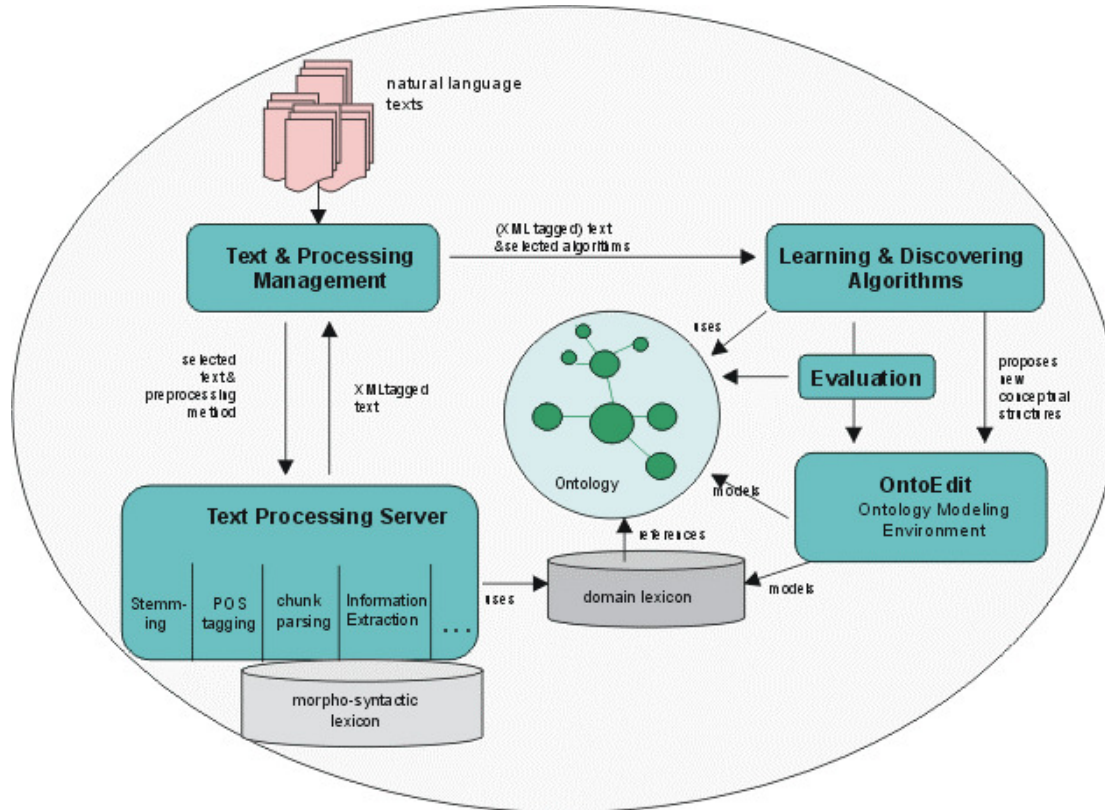 natural language
texts
Text & Processing
Management
(XML tagged) text
& selected algorithms
Learning & Discovering
Algorithms
selected
text &
preprocessing
method
XML tagged
text
uses
Evaluation
proposes
new
conceptual
structures
Ontology
models
OntoEdit
Ontology Modeling
Environment
Text Processing Server
references
Stemm-
ing
POS
tagging
chunk
parsing
Information
Extraction
...
uses
domain lexicon
models
morpho-syntactic
lexicon